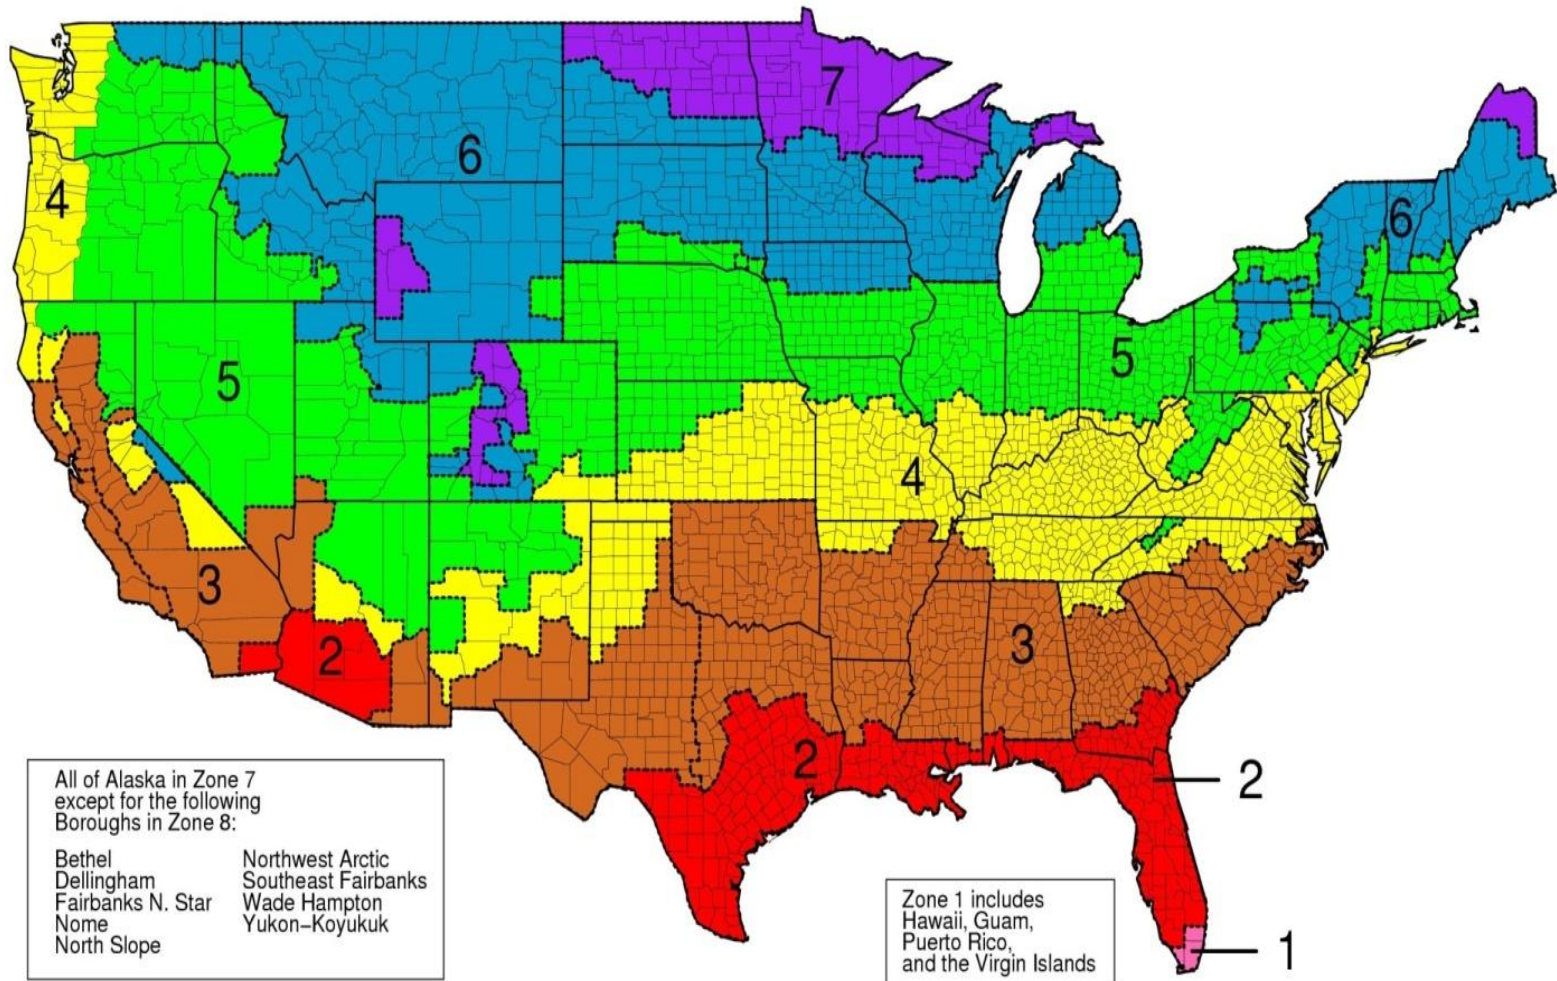 7
6
4
6
5
5
4
3
3
2
2
2
1
All of Alaska in Zone 7
except for the following
Boroughs in Zone 8:
Bethel
Dellingham
Fairbanks N. Star
Nome
North Slope
Northwest Arctic
Southeast Fairbanks
Wade Hampton
Yukon–Koyukuk
Zone 1 includes
Hawaii, Guam,
Puerto Rico,
and the Virgin Islands